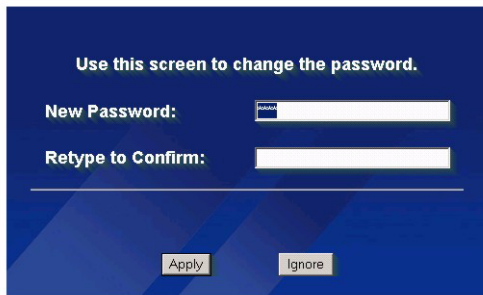 Use this screen to change the password.
New Password: ****
Retype to Confirm:
Apply Ignore